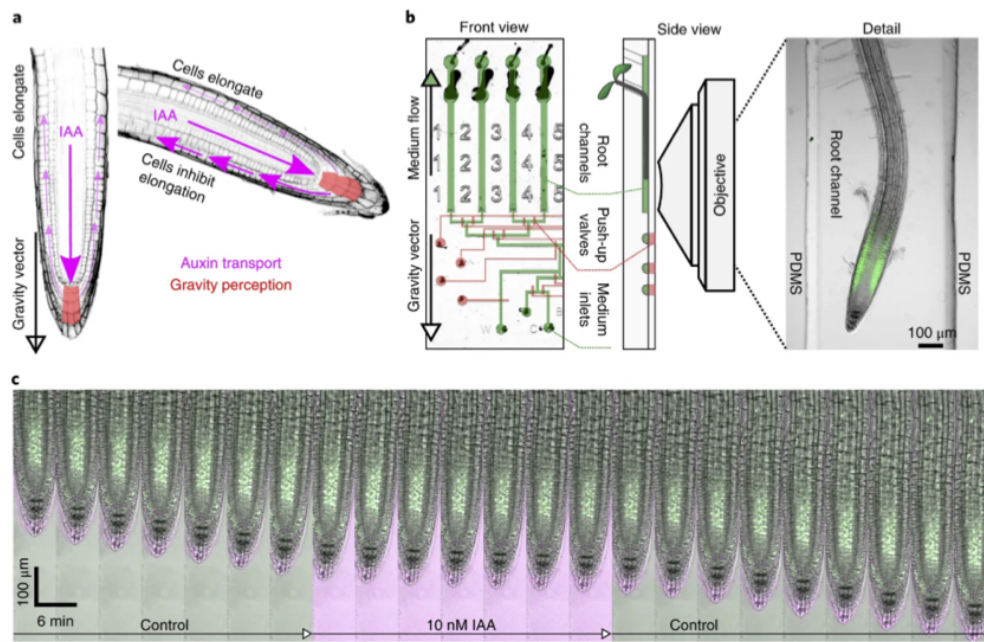 a
Cells elongate
IAA
Gravity vector
Cells elongate
IAA
Cells inhibit
elongation
Auxin transport
Gravity perception
b
Front view
Side view
Detail
Medium flow
Gravity vector
1 2 3 4 5
1 2 3 4 5
1 2 3 4 5
W
C
B
Root
channels
Push-up
valves
Medium
inlets
Objective
Root channel
PDMS
PDMS
100 μm
c
100 μm
6 min
Control
10 nM IAA
Control